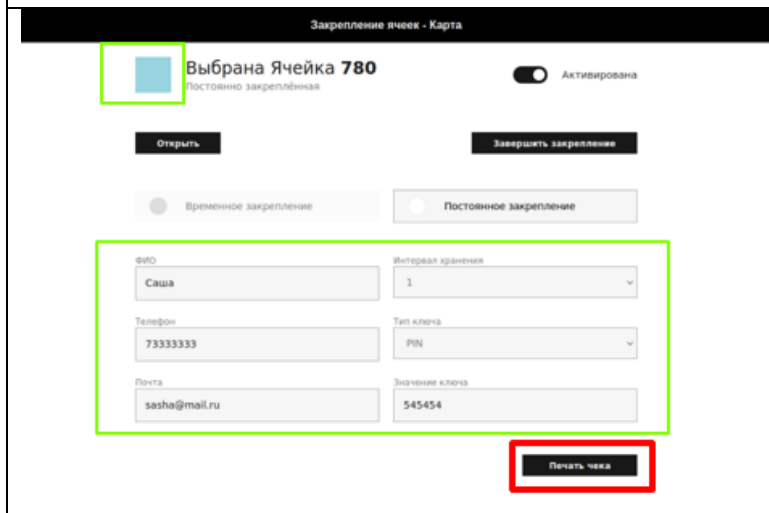 Закрепление ячеек - Карта
Выбрана Ячейка 780
Постоянно закреплённая
Активирована
Открыть
Завершить закрепление
Временное закрепление
Постоянное закрепление
ФИО
Интервал хранения
Саша
1
Телефон
Тип ключа
73333333
PIN
Почта
Значение ключа
sasha@mail.ru
545454
Печать чека